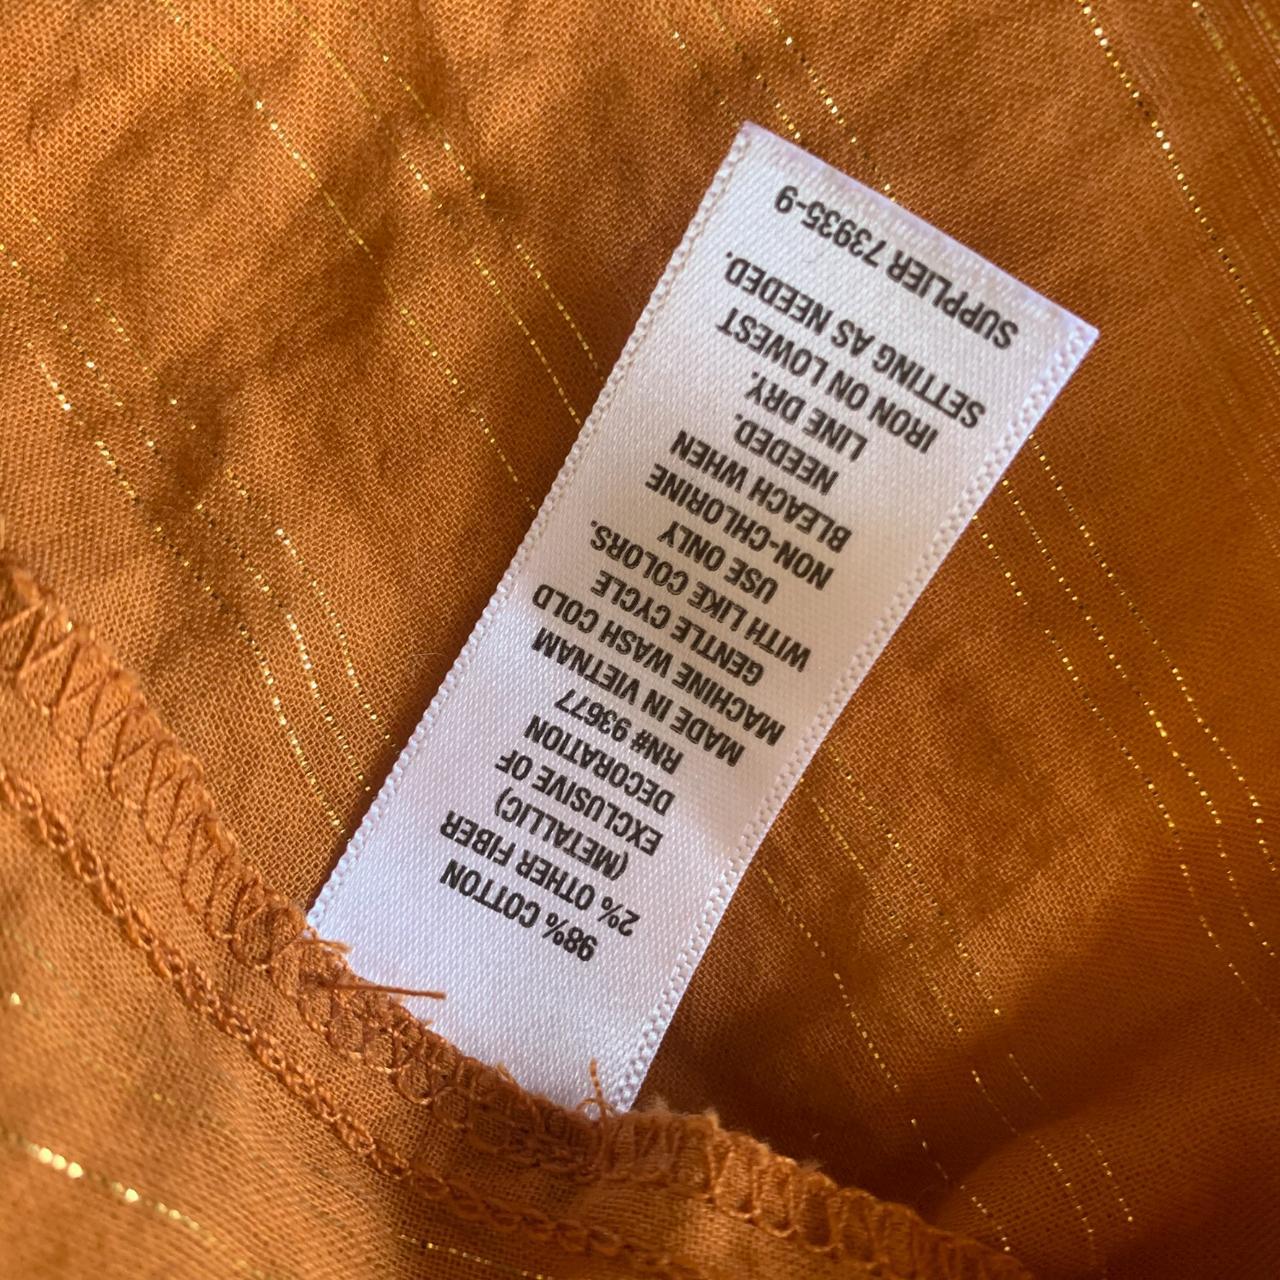 98% COTTON
2% OTHER FIBER
(METALLIC)
EXCLUSIVE OF
DECORATION
RN# 93677
MADE IN VIETNAM
MACHINE WASH COLD
GENTLE CYCLE
WITH LIKE COLORS.
USE ONLY
NON-CHLORINE
BLEACH WHEN
NEEDED.
LINE DRY.
IRON ON LOWEST
SETTING AS NEEDED.
SUPPLIER 73935-9